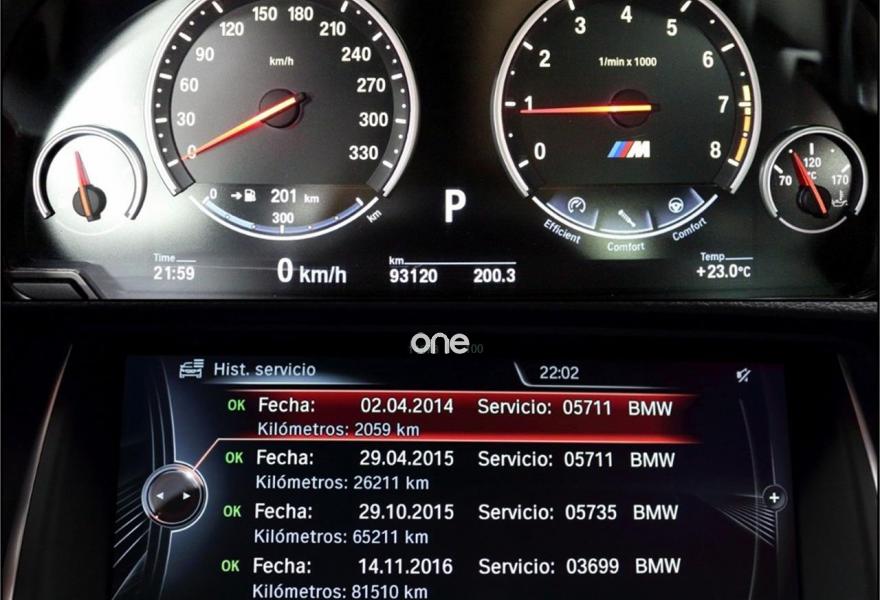 120 150 180 210
90 240
60 km/h 270
30 300
0 330
0 201 km
300 km
P
3 4 5
2 1/min x 1000 6
1 7
0 M 8
Efficient Comfort Comfort
120
70 °C 170
Time
21:59
0 km/h
km
93120 200.3
Temp
+23.0°C
one
Hist. servicio 22:02
OK Fecha: 02.04.2014 Servicio: 05711 BMW
Kilómetros: 2059 km
OK Fecha: 29.04.2015 Servicio: 05711 BMW
Kilómetros: 26211 km
OK Fecha: 29.10.2015 Servicio: 05735 BMW
Kilómetros: 65211 km
OK Fecha: 14.11.2016 Servicio: 03699 BMW
Kilómetros: 81510 km